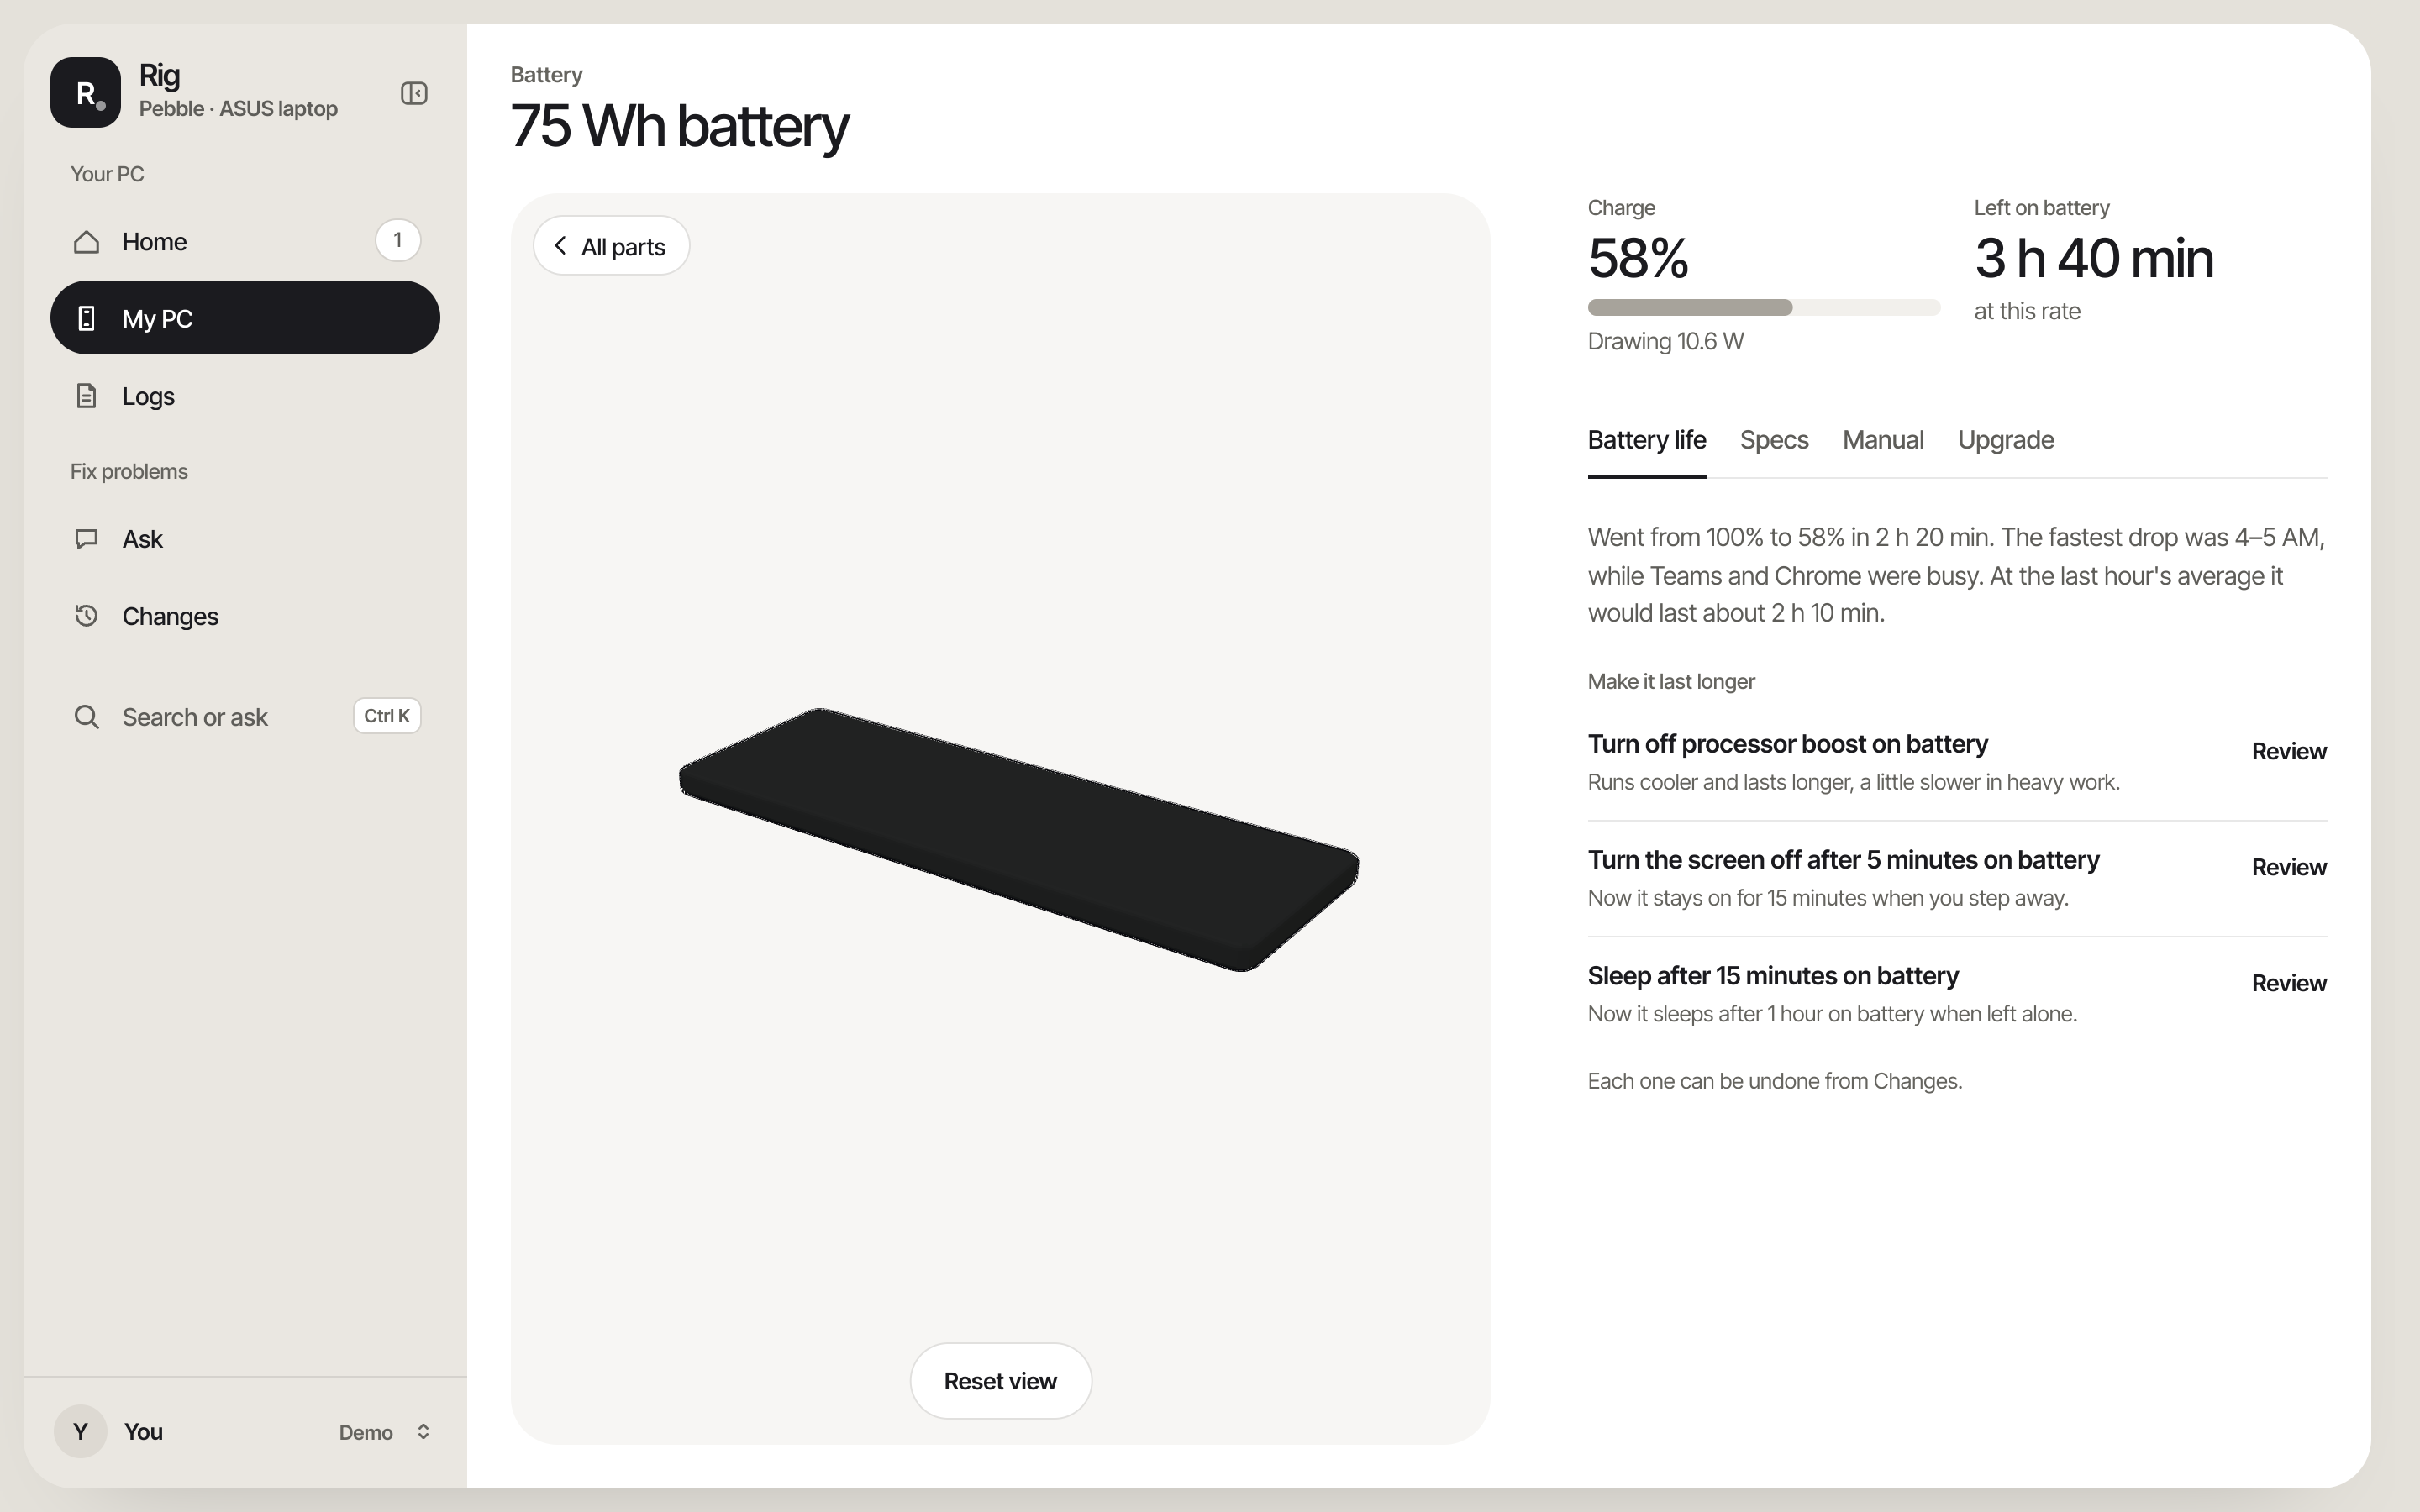 R.
Rig
Pebble · ASUS laptop
Your PC
Home
1
My PC
Logs
Fix problems
Ask
Changes
Search or ask
Ctrl K
Y
You
Demo
Battery
75 Wh battery
All parts
Reset view
Charge
58%
Drawing 10.6 W
Left on battery
3 h 40 min
at this rate
Battery life
Specs
Manual
Upgrade
Went from 100% to 58% in 2 h 20 min. The fastest drop was 4–5 AM,
while Teams and Chrome were busy. At the last hour's average it
would last about 2 h 10 min.
Make it last longer
Turn off processor boost on battery
Runs cooler and lasts longer, a little slower in heavy work.
Review
Turn the screen off after 5 minutes on battery
Now it stays on for 15 minutes when you step away.
Review
Sleep after 15 minutes on battery
Now it sleeps after 1 hour on battery when left alone.
Review
Each one can be undone from Changes.